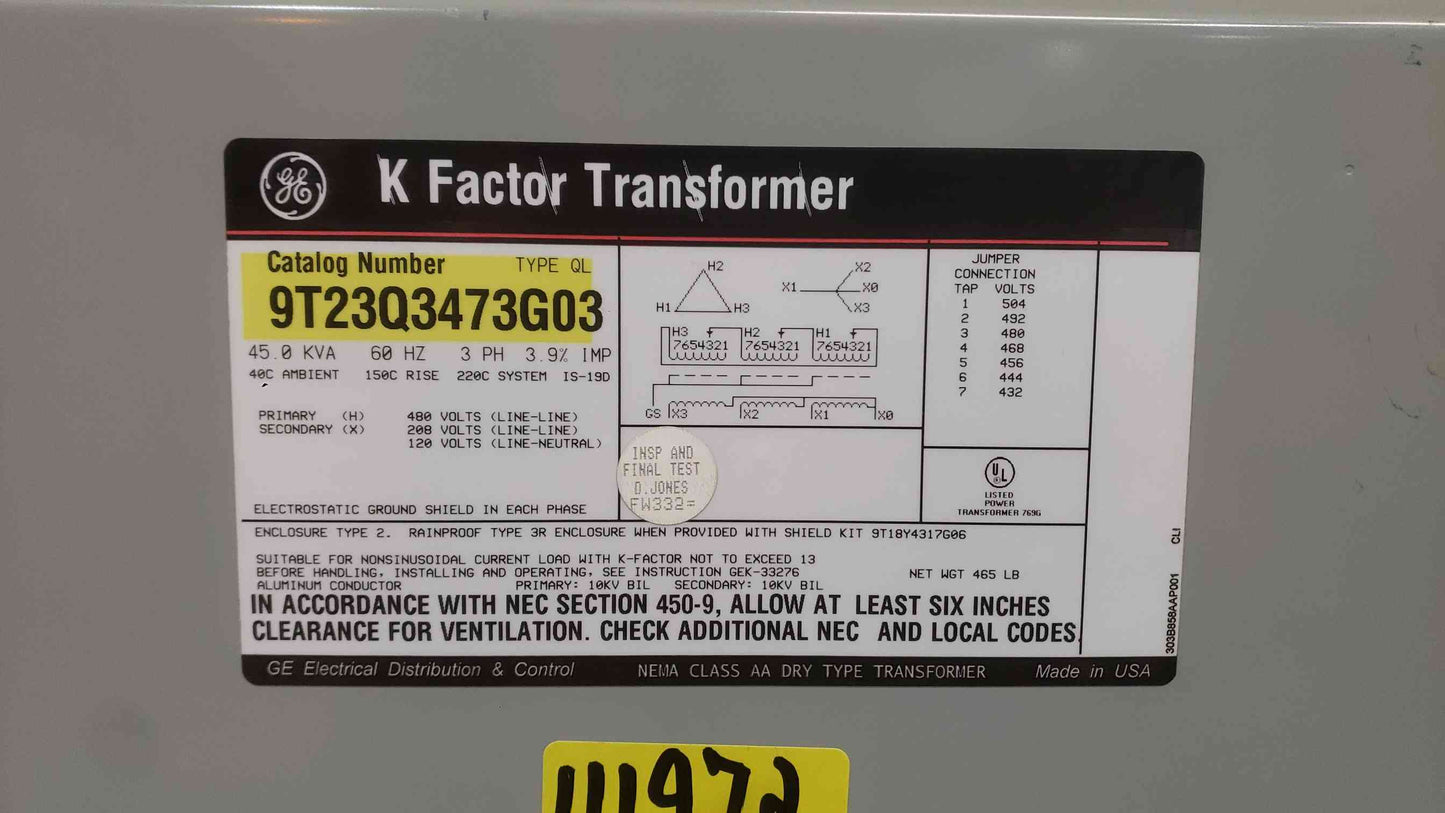 GE K Factor Transformer
Catalog Number TYPE QL
9T23Q3473G03
45.0 KVA 60 HZ 3 PH 3.9% IMP
40C AMBIENT 150C RISE 220C SYSTEM IS-19D
PRIMARY (H) 480 VOLTS (LINE-LINE)
SECONDARY (X) 208 VOLTS (LINE-LINE)
120 VOLTS (LINE-NEUTRAL)
ELECTROSTATIC GROUND SHIELD IN EACH PHASE
H2
H1 H3
X2
X1 X0
X3
H3 H2 H1
7654321 7654321 7654321
GS X3 X2 X1 X0
INSP AND
FINAL TEST
D.JONES
FW332=
JUMPER
CONNECTION
TAP VOLTS
1 504
2 492
3 480
4 468
5 456
6 444
7 432
UL
LISTED
POWER
TRANSFORMER 769G
ENCLOSURE TYPE 2. RAINPROOF TYPE 3R ENCLOSURE WHEN PROVIDED WITH SHIELD KIT 9T18Y4317G06
SUITABLE FOR NONSINUSOIDAL CURRENT LOAD WITH K-FACTOR NOT TO EXCEED 13
BEFORE HANDLING, INSTALLING AND OPERATING, SEE INSTRUCTION GEK-33276 NET WGT 465 LB
ALUMINUM CONDUCTOR PRIMARY: 10KV BIL SECONDARY: 10KV BIL
IN ACCORDANCE WITH NEC SECTION 450-9, ALLOW AT LEAST SIX INCHES
CLEARANCE FOR VENTILATION. CHECK ADDITIONAL NEC AND LOCAL CODES.
303B858AAP001 CLI
GE Electrical Distribution & Control NEMA CLASS AA DRY TYPE TRANSFORMER Made in USA
111972